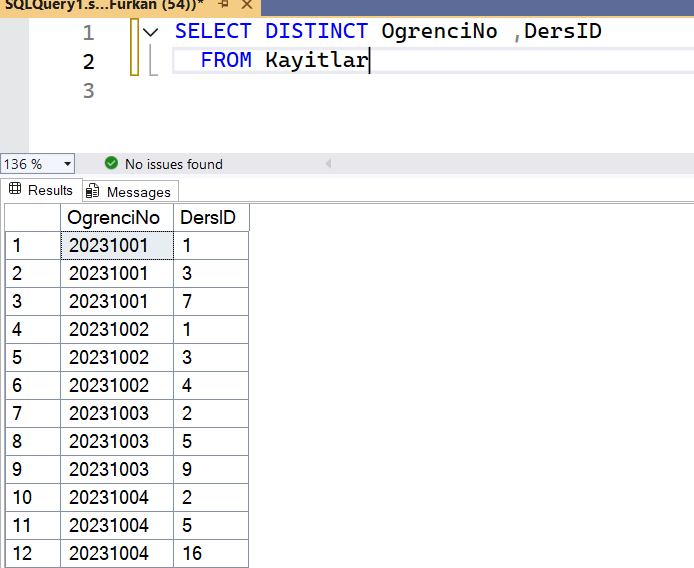 SQLQuery1.s...Furkan (54))*
1 SELECT DISTINCT OgrenciNo ,DersID
2 FROM Kayitlar
3
136 % No issues found
Results Messages
OgrenciNo DersID
1 20231001 1
2 20231001 3
3 20231001 7
4 20231002 1
5 20231002 3
6 20231002 4
7 20231003 2
8 20231003 5
9 20231003 9
10 20231004 2
11 20231004 5
12 20231004 16